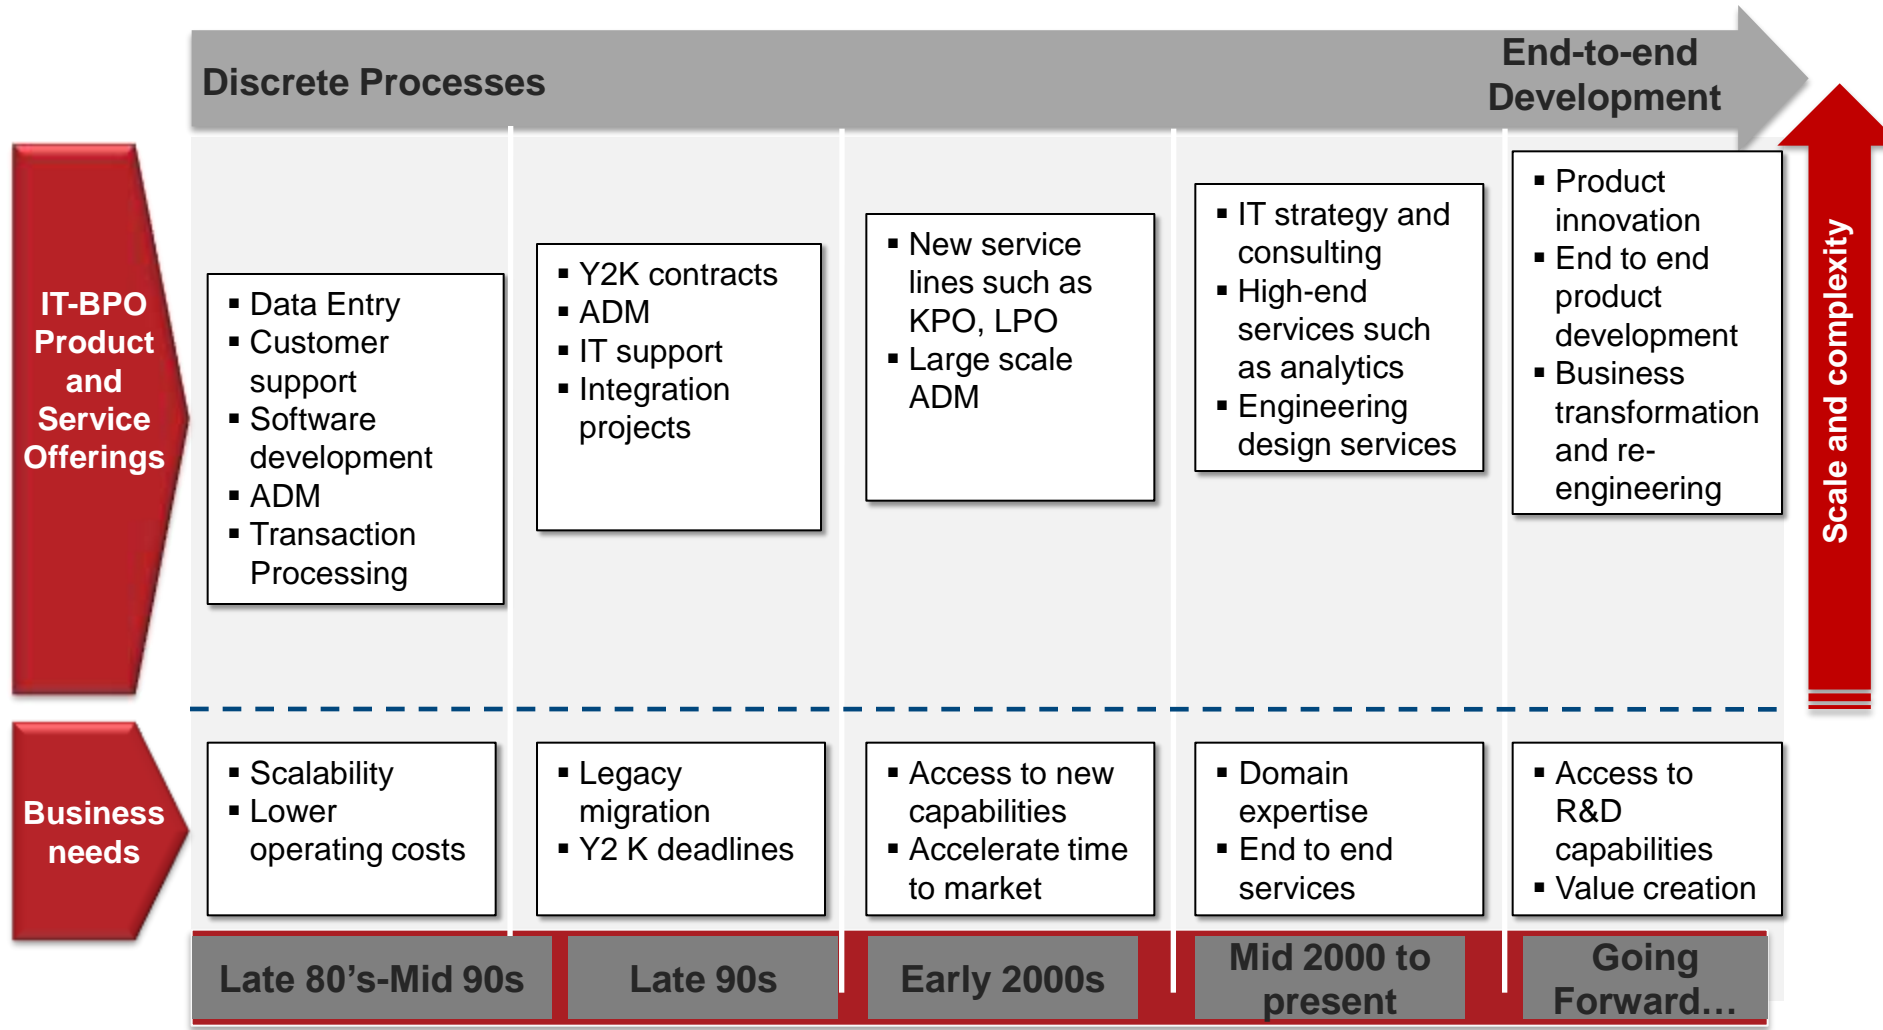 Discrete Processes
End-to-end
Development
IT-BPO
Product
and
Service
Offerings
▪ Data Entry
▪ Customer
support
▪ Software
development
▪ ADM
▪ Transaction
Processing
▪ Y2K contracts
▪ ADM
▪ IT support
▪ Integration
projects
▪ New service
lines such as
KPO, LPO
▪ Large scale
ADM
▪ IT strategy and
consulting
▪ High-end
services such
as analytics
▪ Engineering
design services
▪ Product
innovation
▪ End to end
product
development
▪ Business
transformation
and re-
engineering
Scale and complexity
Business
needs
▪ Scalability
▪ Lower
operating costs
▪ Legacy
migration
▪ Y2 K deadlines
▪ Access to new
capabilities
▪ Accelerate time
to market
▪ Domain
expertise
▪ End to end
services
▪ Access to
R&D
capabilities
▪ Value creation
Late 80’s-Mid 90s
Late 90s
Early 2000s
Mid 2000 to
present
Going
Forward…